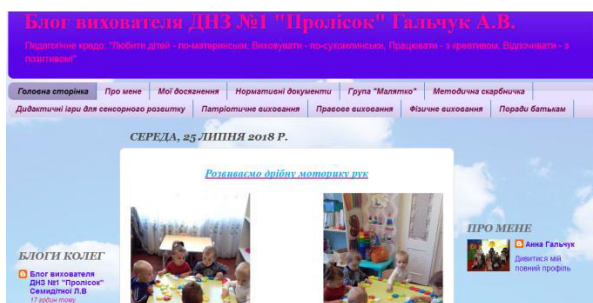 Блог вихователя ДНЗ №1 "Пролісок" Гальчук А.В.
Педагогічне кредо: "Любити дітей - по-материнськи, Виховувати - по-сухомлинськи, Працювати - з креативом, Відпочивати - з
позитивом!"
Головна сторінка Про мене Мої досягнення Нормативні документи Група "Малятко" Методична скарбничка
Дидактичні ігри для сенсорного розвитку Патріотичне виховання Правове виховання Фізичне виховання Поради батькам
СЕРЕДА, 25 ЛИПНЯ 2018 Р.
Розвиваємо дрібну моторику рук
ПРО МЕНЕ
Анна Гальчук
Дивитися мій
повний профіль
БЛОГИ КОЛЕГ
Блог вихователя
ДНЗ №1 "Пролісок"
Семидітної Л.В
17 годин тому